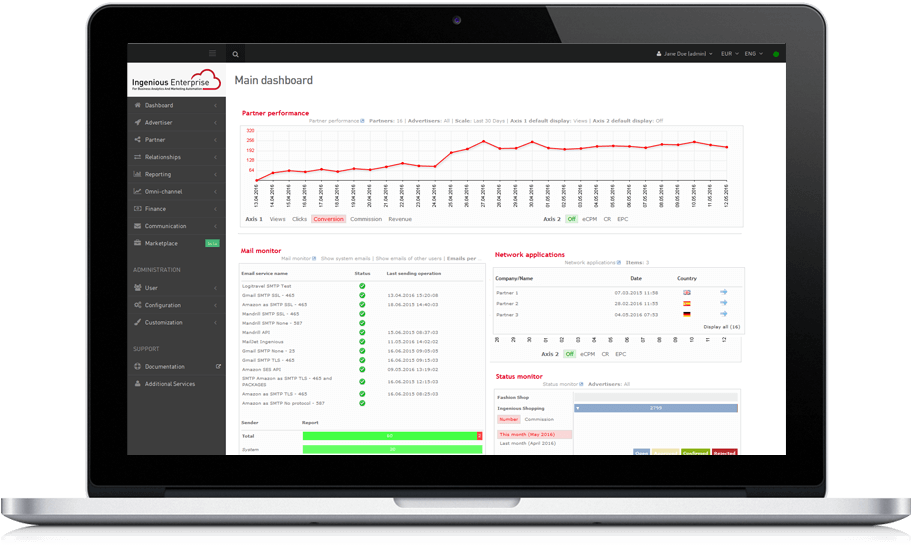 Jane Doe (admin) EUR ENG
Ingenious Enterprise
For Business Analytics And Marketing Automation
Main dashboard
Dashboard
Advertiser
Partner
Relationships
Reporting
Omni-channel
Finance
Communication
Marketplace
ADMINISTRATION
User
Configuration
Customization
SUPPORT
Documentation
Additional Services
Partner performance
Partner performance Partners: 16 | Advertisers: All | Scale: Last 30 Days | Axis 1 default display: Views | Axis 2 default display: Off
320
256
192
128
64
13.04.2016 14.04.2016 15.04.2016 16.04.2016 17.04.2016 18.04.2016 19.04.2016 20.04.2016 21.04.2016 22.04.2016 23.04.2016 24.04.2016 25.04.2016 26.04.2016 27.04.2016 28.04.2016 29.04.2016 30.04.2016 01.05.2016 02.05.2016 03.05.2016 04.05.2016 05.05.2016 06.05.2016 07.05.2016 08.05.2016 09.05.2016 10.05.2016 11.05.2016 12.05.2016
Axis 1 Views Clicks Conversion Commission Revenue Axis 2 Off eCPM CR EPC
Mail monitor
Mail monitor Show system emails | Show emails of other users | Emails per ...
Email service name Status Last sending operation
Logitravel SMTP Test
Gmail SMTP SSL - 465 13.04.2016 15:20:08
Amazon as SMTP SSL - 465 18.06.2015 14:40:03
Mandrill SMTP SSL - 465
Mandrill SMTP None - 587
Mandrill API 15.06.2015 08:37:03
MailJet Ingenious 11.05.2016 14:02:02
Gmail SMTP None - 25 16.06.2015 09:05:05
Gmail SMTP TLS - 465 16.06.2015 09:15:03
Amazon SES API 09.05.2016 13:19:02
SMTP Amazon as SMTP TLS - 465 and
PACKAGES 16.06.2015 12:15:03
Amazon as SMTP TLS - 465 16.06.2015 08:25:03
Amazon as SMTP No protocol - 587
Sender Report
Total
System
Network applications
Network applications Items: 3
Company/Name Date Country
Partner 1 07.03.2015 11:56
Partner 2 28.02.2016 11:55
Partner 3 04.05.2016 07:53
Display all (16)
28 29 30 01 02 03 04 05 06 07 08 09 10 11 12
Axis 2 Off eCPM CR EPC
Status monitor
Status monitor Advertisers: All
Fashion Shop
Ingenious Shopping 2795
Number Commission
This month (May 2016)
Last month (April 2016)
Confirmed Rejected